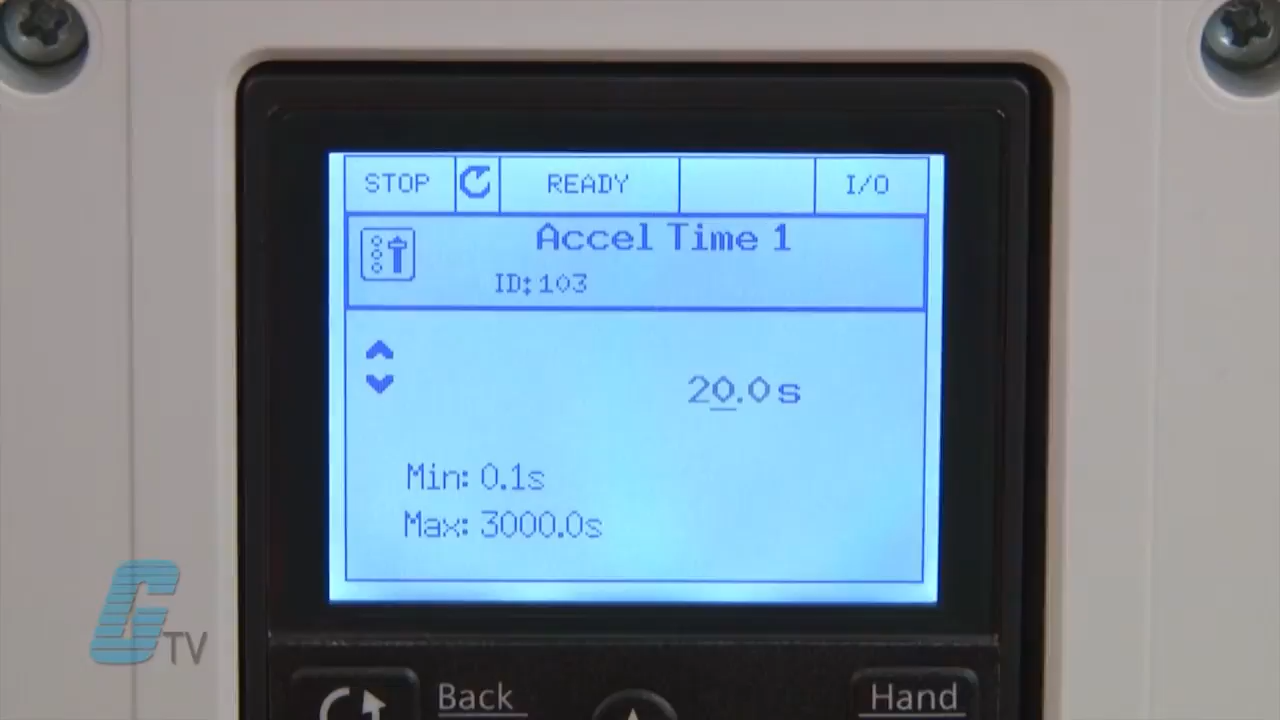 STOP READY I/O
Accel Time 1
ID:103
20.0s
Min: 0.1s
Max: 3000.0s
TV
Back Hand